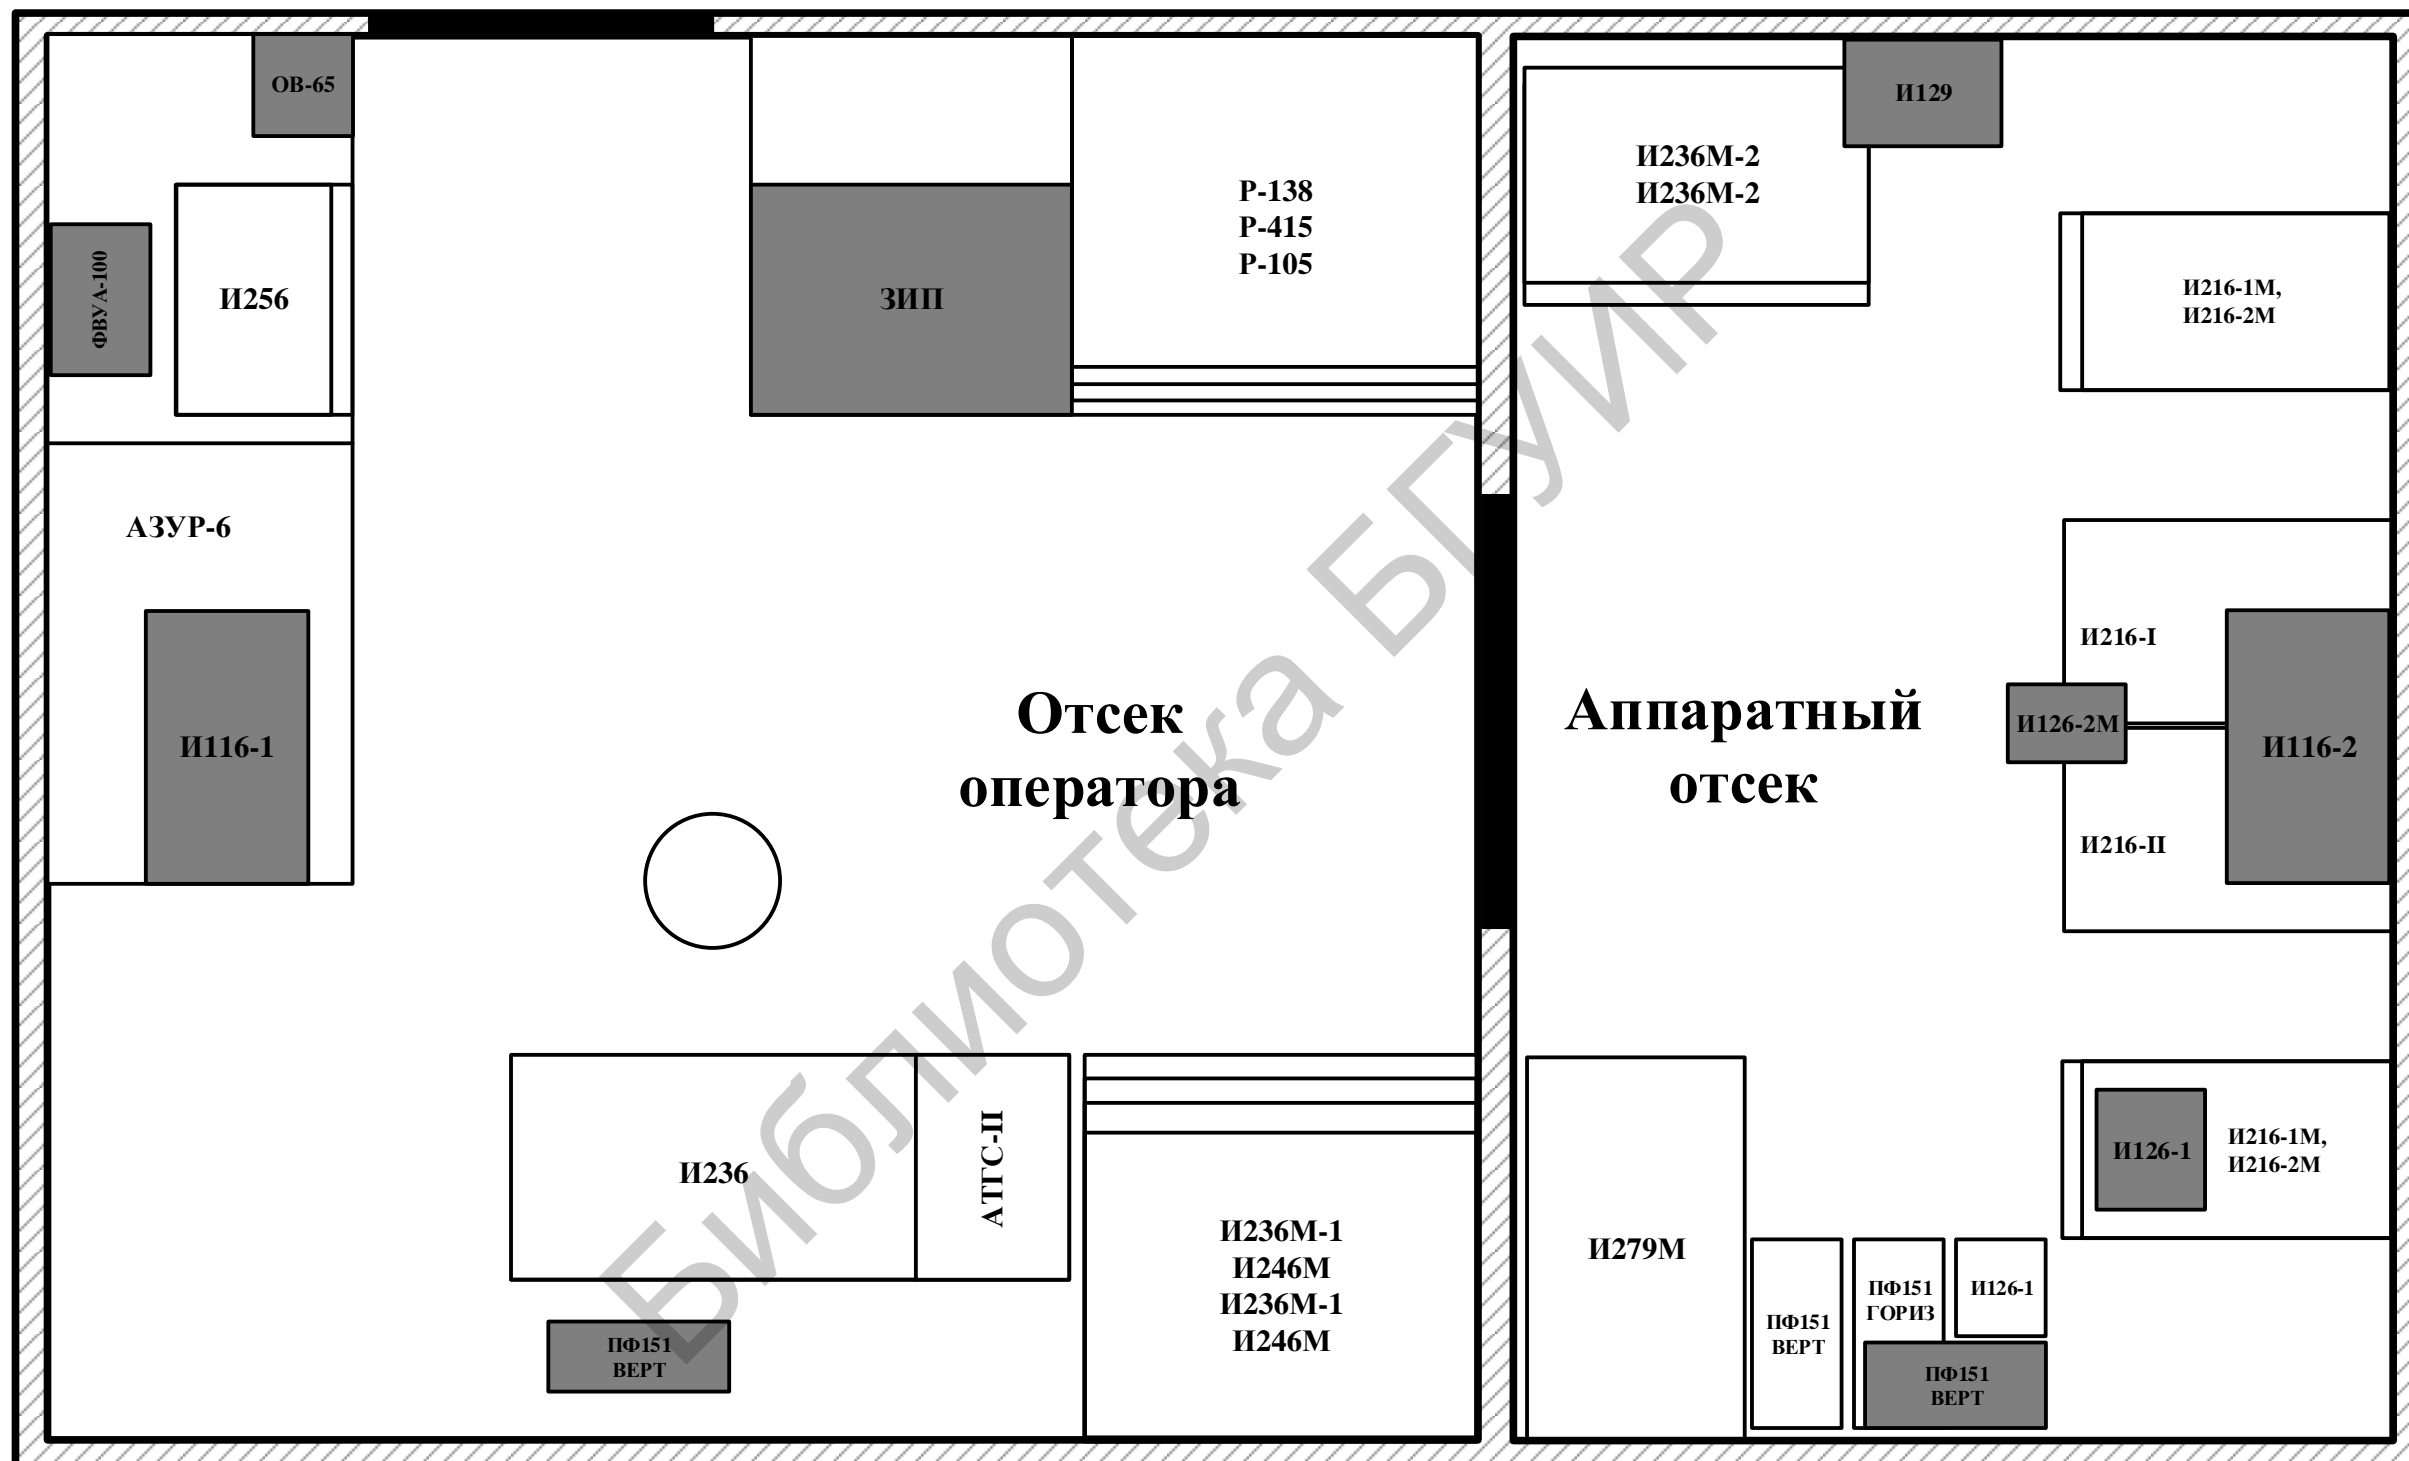 ОВ-65
ФВУА-100
И256
АЗУР-6
И116-1
ЗИП
Р-138
Р-415
Р-105
Отсек
оператора
И236
АТГС-II
ПФ151
ВЕРТ
И236М-1
И246М
И236М-1
И246М
И236М-2
И236М-2
И129
И216-1М,
И216-2М
И216-I
И126-2М
И116-2
И216-II
Аппаратный
отсек
И279М
ПФ151
ВЕРТ
ПФ151
ГОРИЗ
И126-1
ПФ151
ВЕРТ
И126-1
И216-1М,
И216-2М
Библиотека БГУИР